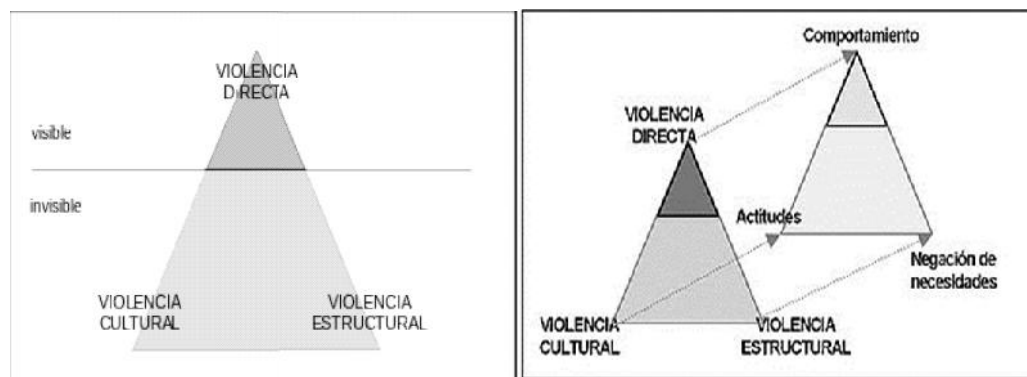 VIOLENCIA
DIRECTA
visible
invisible
VIOLENCIA
CULTURAL
VIOLENCIA
ESTRUCTURAL
Comportamiento
VIOLENCIA
DIRECTA
Actitudes
Negación de
necesidades
VIOLENCIA
CULTURAL
VIOLENCIA
ESTRUCTURAL